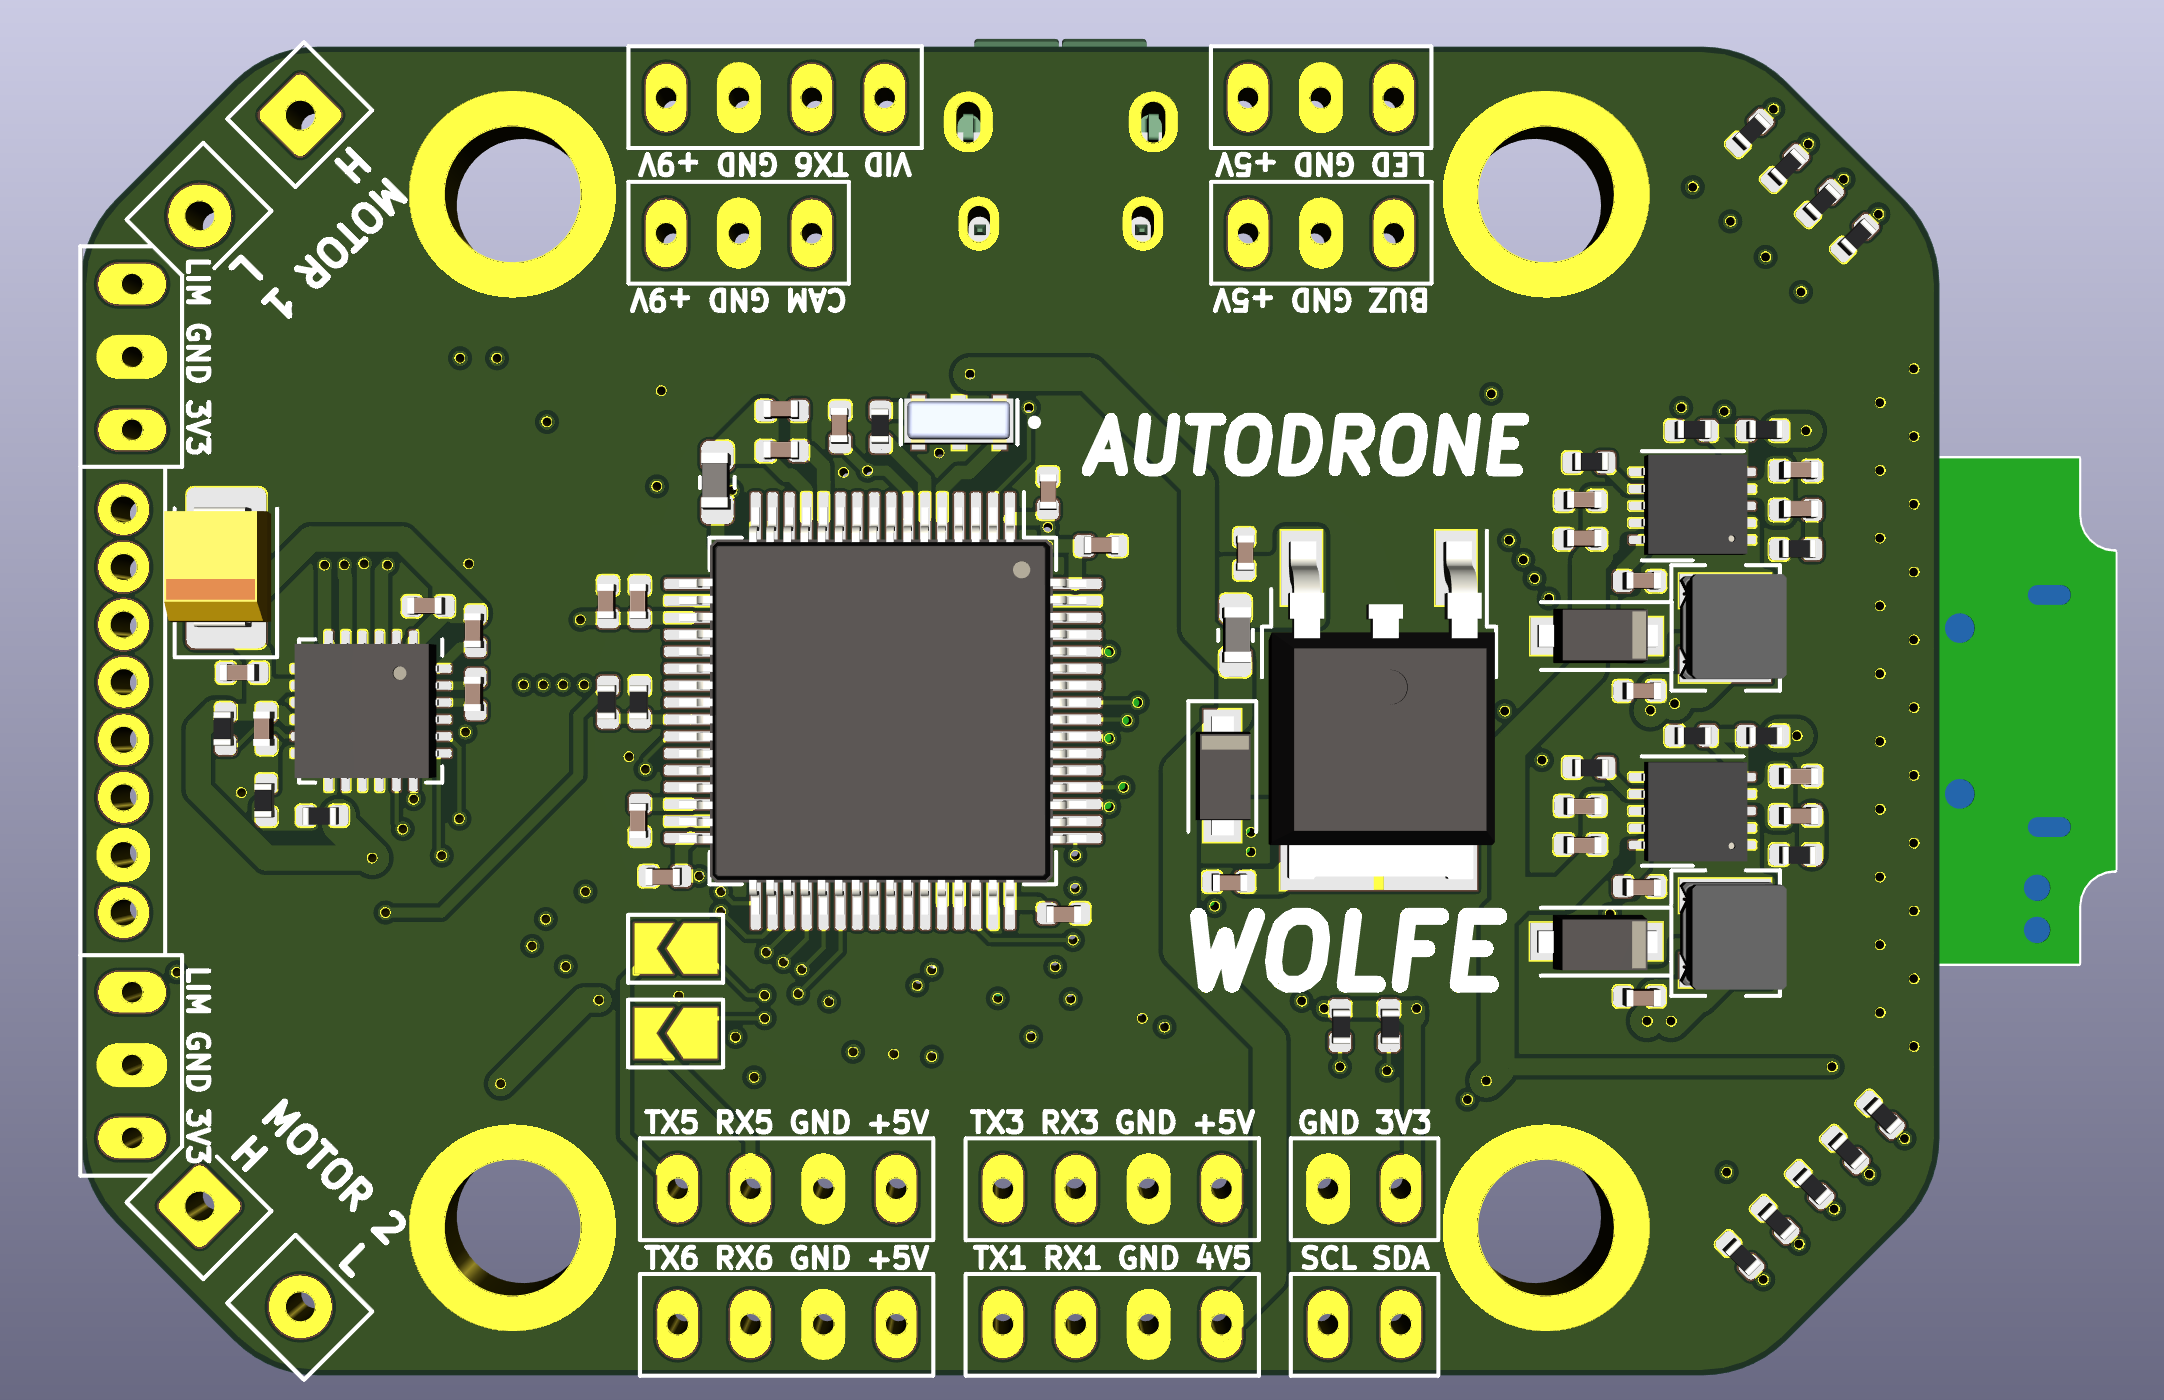 +9V GND TX6 VID
+5V GND LED
H
MOTOR 1
L
+9V GND CAM
+5V GND BUZ
LIM GND 3V3
AUTODRONE
WOLFE
LIM GND 3V3
H
MOTOR 2
L
TX5 RX5 GND +5V
TX3 RX3 GND +5V
GND 3V3
TX6 RX6 GND +5V
TX1 RX1 GND 4V5
SCL SDA